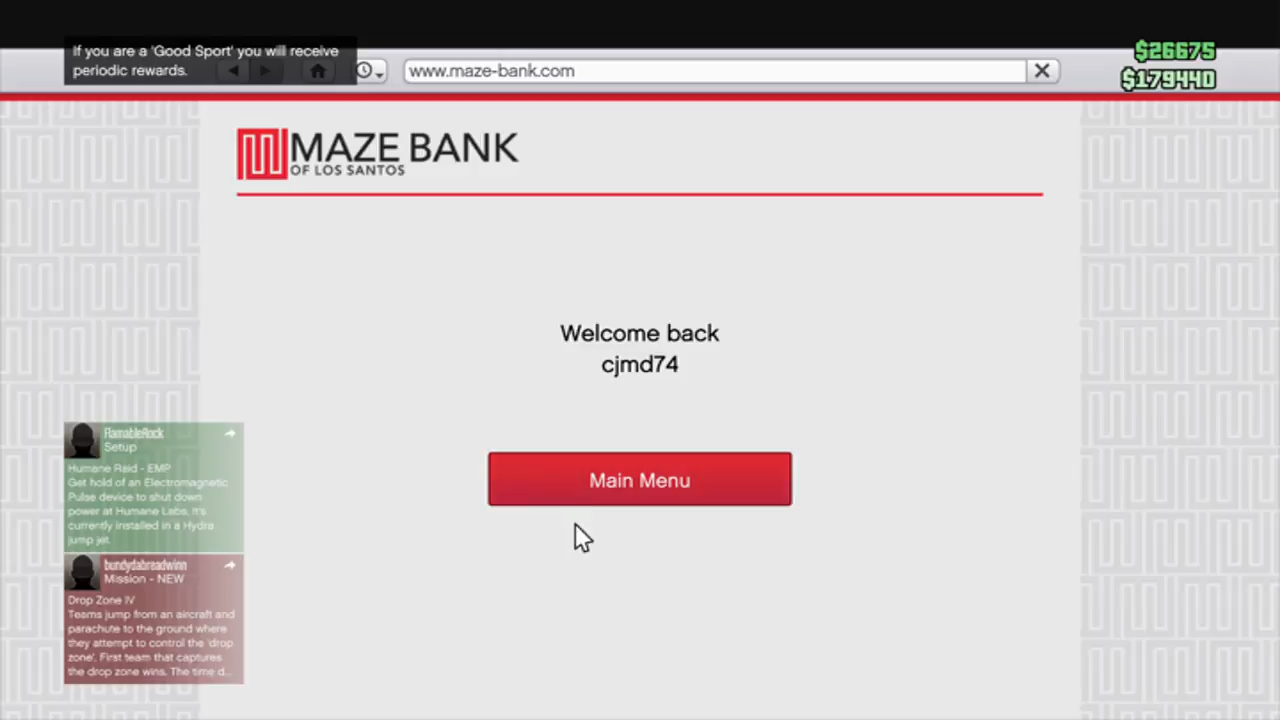 If you are a 'Good Sport' you will receive
periodic rewards.
www.maze-bank.com
$26675
$179440
MAZE BANK
OF LOS SANTOS
Welcome back
cjmd74
Main Menu
FlamableRock
Setup
Humane Raid - EMP
Get hold of an Electromagnetic
Pulse device to shut down
power at Humane Labs. It's
currently installed in a Hydra
jump jet.
bundydabreadwinn
Mission - NEW
Drop Zone IV
Teams jump from an aircraft and
parachute to the ground where
they attempt to control the 'drop
zone'. First team that captures
the drop zone wins. The time d...